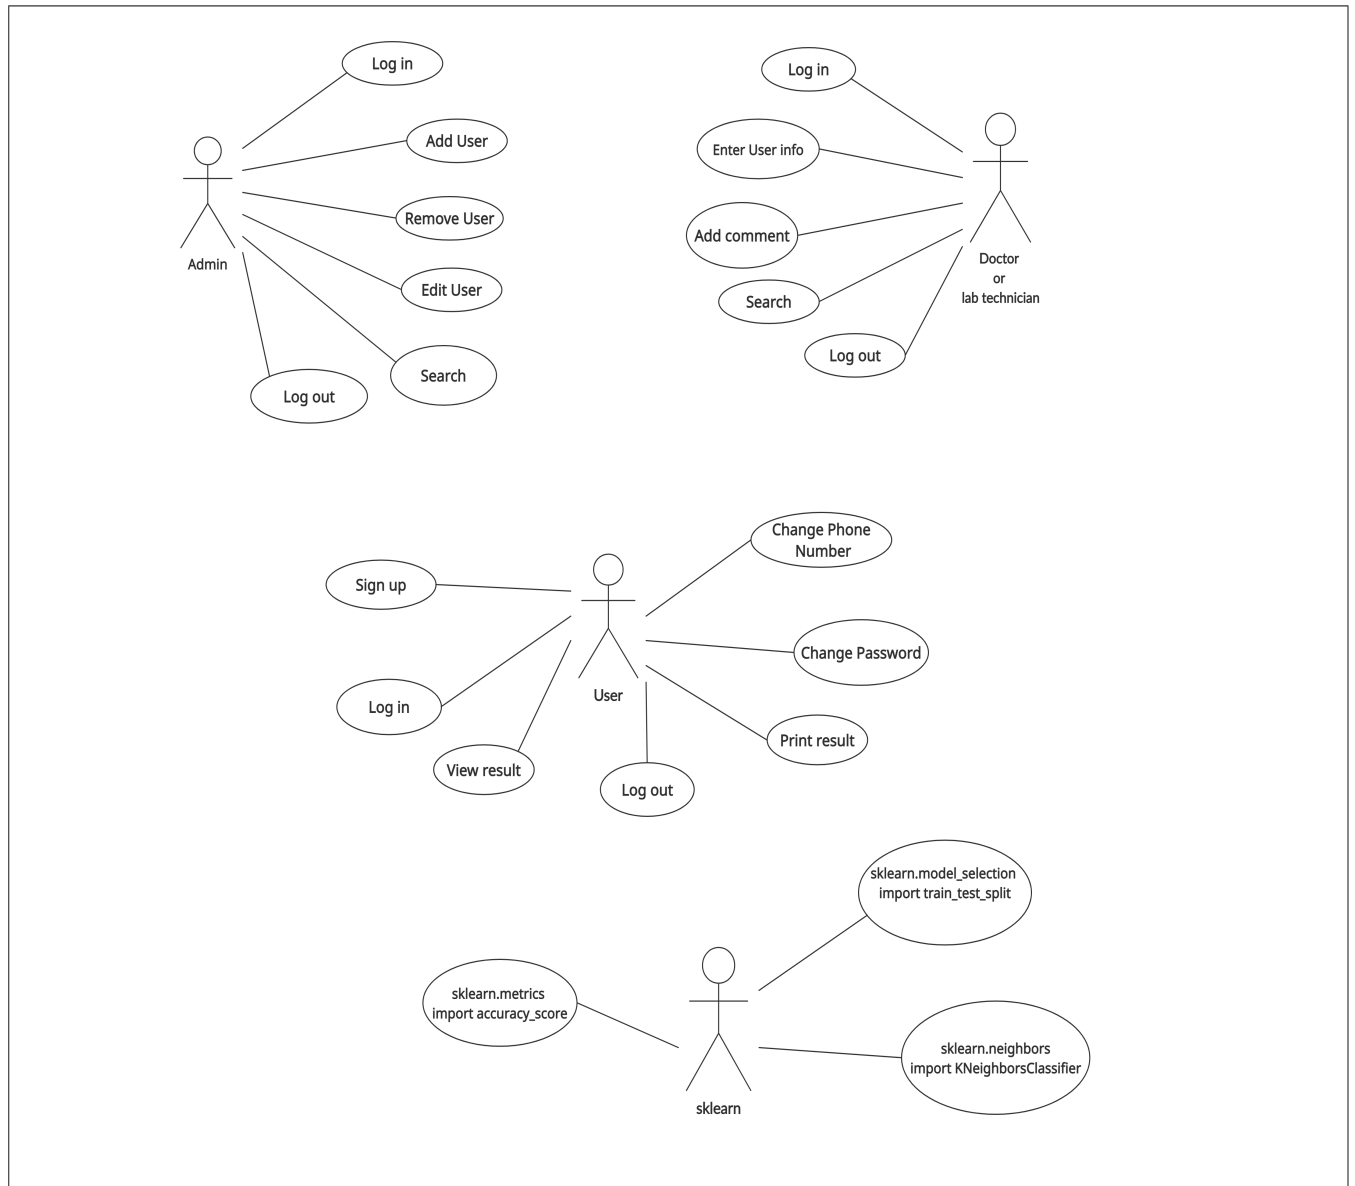 Log in
Add User
Remove User
Edit User
Search
Log out
Admin
Log in
Enter User info
Add comment
Search
Log out
Doctor
or
lab technician
Sign up
Log in
View result
Log out
User
Change Phone
Number
Change Password
Print result
sklearn.model_selection
import train_test_split
sklearn.metrics
import accuracy_score
sklearn.neighbors
import KNeighborsClassifier
sklearn